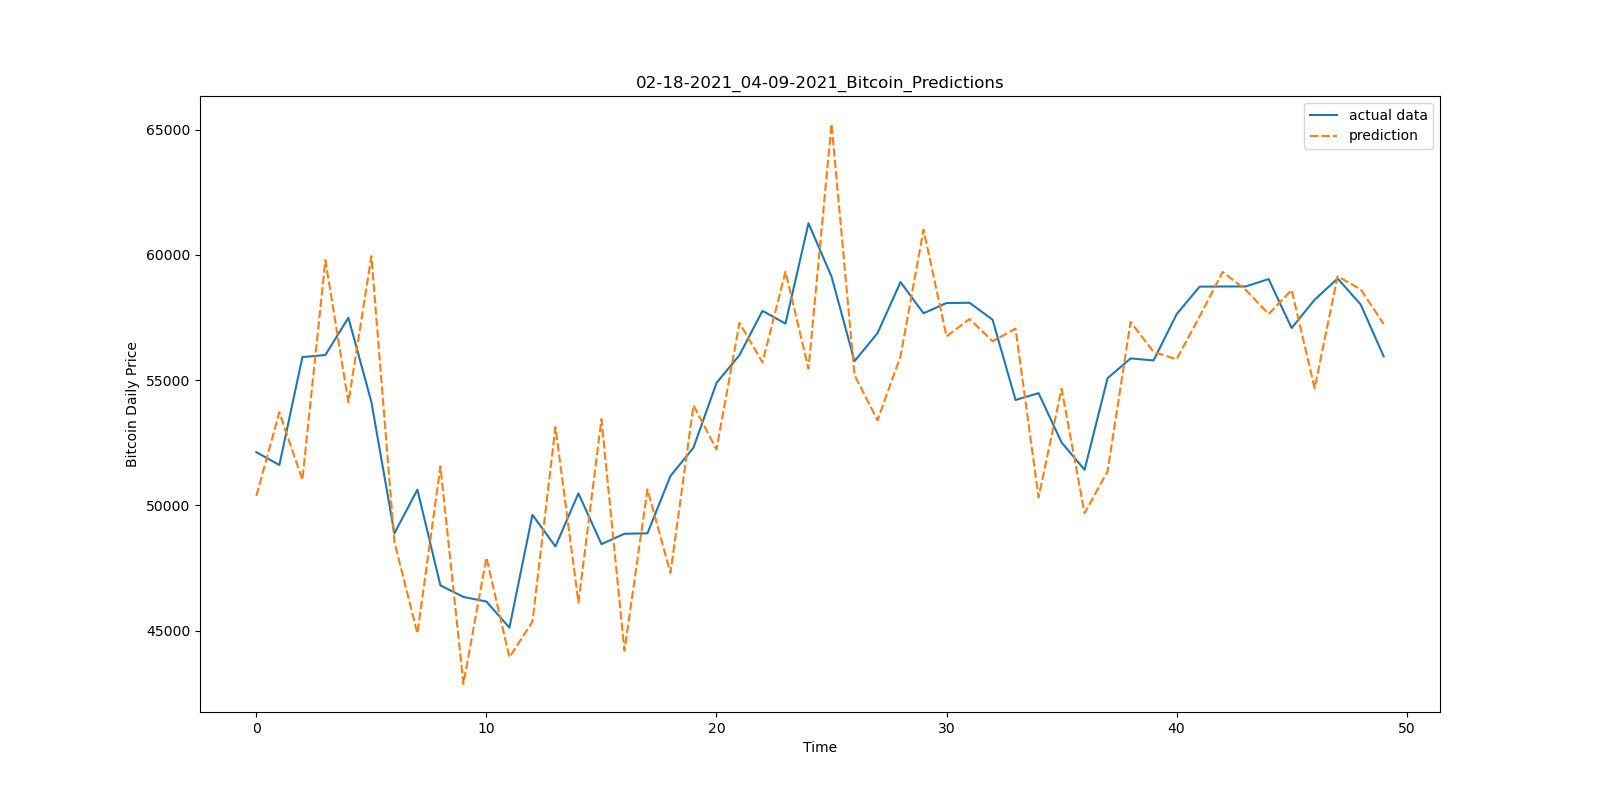 02-18-2021_04-09-2021_Bitcoin_Predictions
actual data
prediction
Bitcoin Daily Price
65000
60000
55000
50000
45000
0 10 20 30 40 50
Time